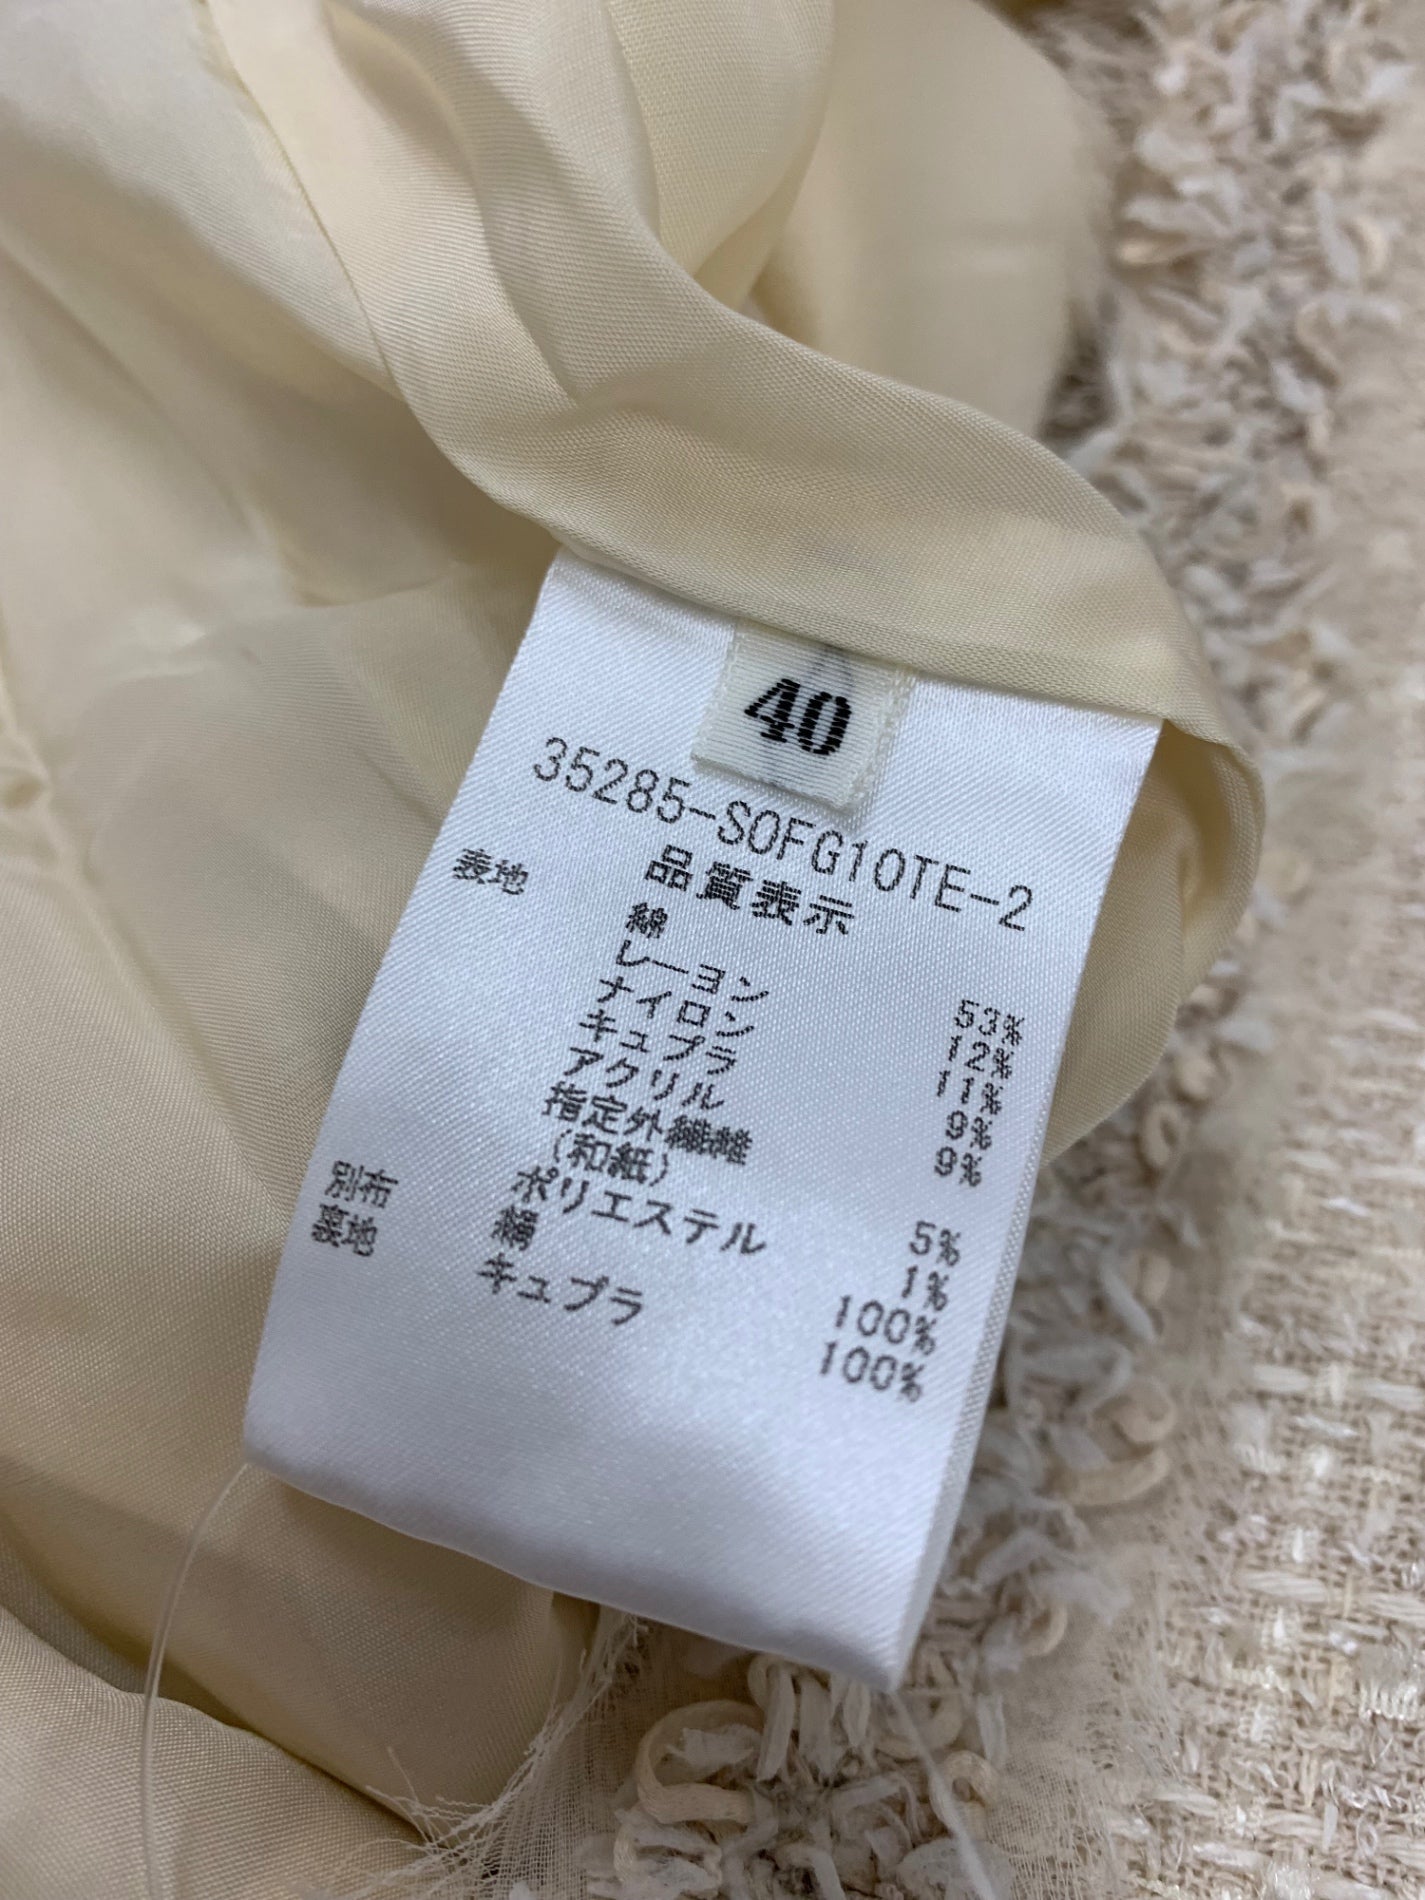 40
35285-SOFG10TE-2
品質表示
表地 綿 53%
レーヨン 12%
ナイロン 11%
キュプラ 9%
アクリル 9%
指定外繊維
(和紙) 5%
ポリエステル 1%
別布 絹 100%
裏地 キュプラ 100%